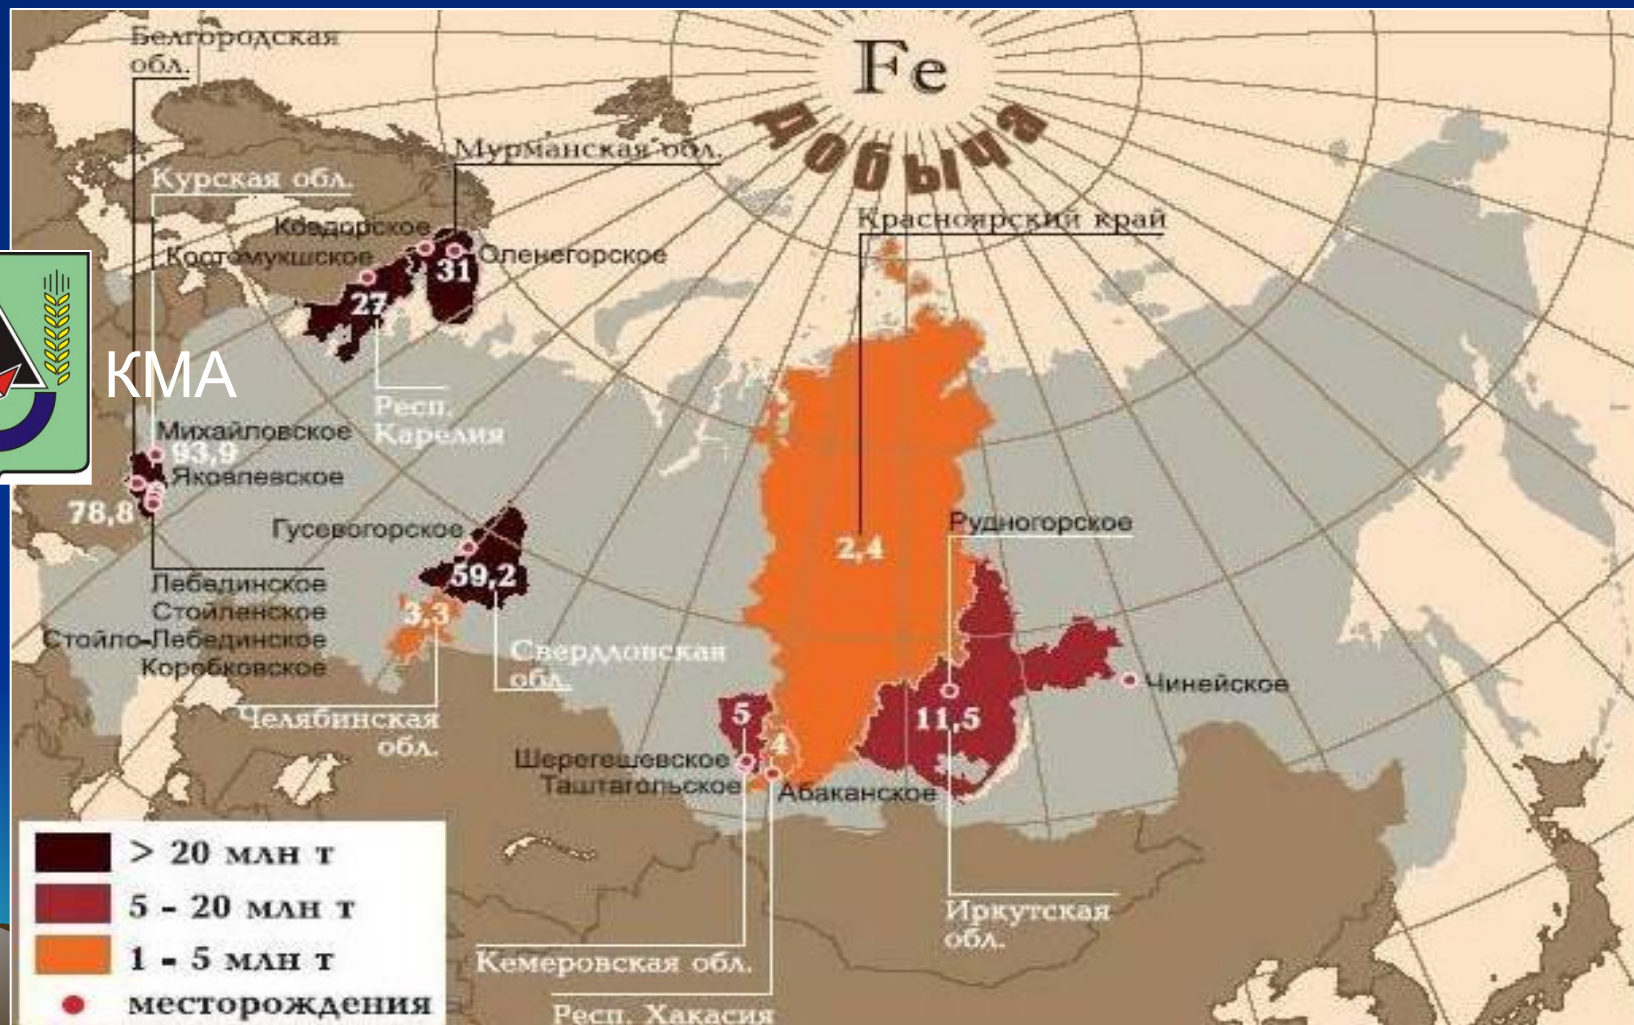 Fe
добыча
Белгородская
обл.
Мурманская обл.
Курская обл.
Ковдорское
Костомукшское
Оленегорское
31
27
Красноярский край
КМА
Респ.
Карелия
Михайловское
93,9
Яковлевское
78,8
Гусевогорское
59,2
3,3
2,4
Рудногорское
Лебединское
Стойленское
Стойло-Лебединское
Коробковское
Свердловская
обл.
Челябинская
обл.
5
4
11,5
Чинейское
Шерегешевское
Таштагольское
Абаканское
Иркутская
обл.
Кемеровская обл.
Респ. Хакасия
> 20 млн т
5 - 20 млн т
1 - 5 млн т
месторождения